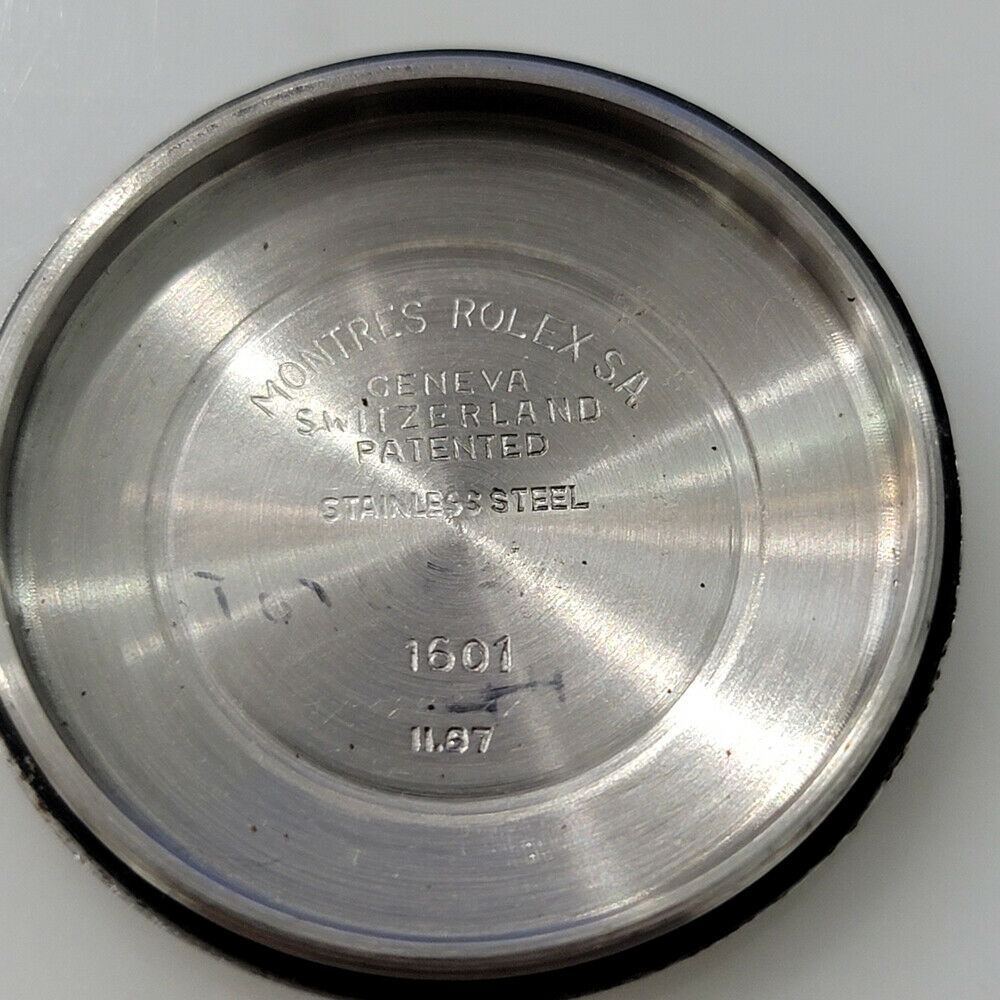 MONTRES ROLEX S.A
GENEVA
SWITZERLAND
PATENTED
STAINLESS STEEL
1601
II.67